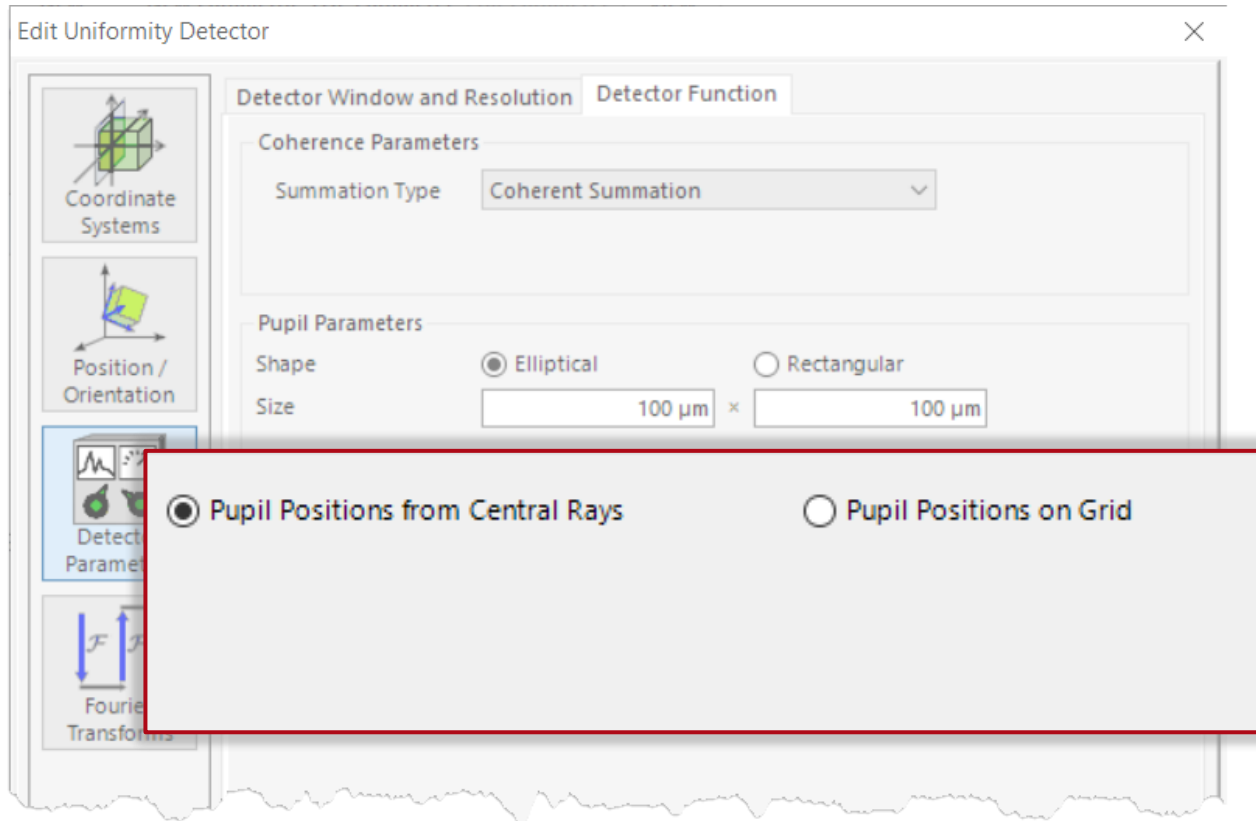 Edit Uniformity Detector
Coordinate
Systems
Position /
Orientation
Fourier
Detector Window and Resolution
Detector Function
Coherence Parameters
Summation Type
Coherent Summation
Pupil Parameters
Shape
Elliptical
Rectangular
Size
100 µm
×
100 µm
Pupil Positions from Central Rays
Pupil Positions on Grid